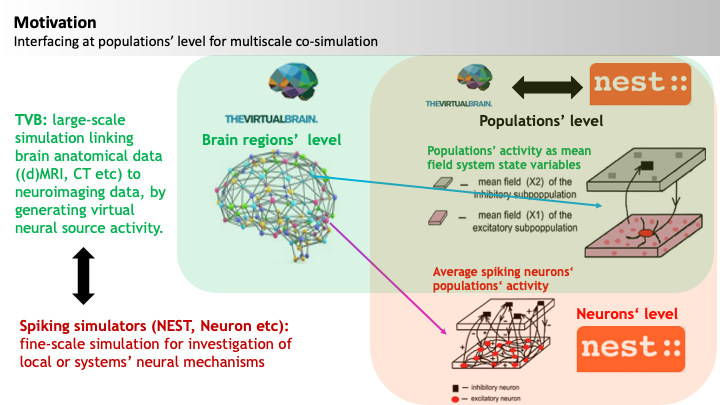 Motivation
Interfacing at populations’ level for multiscale co-simulation
TVB: large-scale
simulation linking
brain anatomical data
((d)MRI, CT etc) to
neuroimaging data, by
generating virtual
neural source activity.
Spiking simulators (NEST, Neuron etc):
fine-scale simulation for investigation of
local or systems’ neural mechanisms
THEVIRTUALBRAIN.
Brain regions’ level
THEVIRTUALBRAIN.
nest::
Populations’ level
Populations’ activity as mean
field system state variables
– mean field (X2) of the
inhibitory subpopulation
– mean field (X1) of the
excitatory subpopulation
Average spiking neurons‘
populations‘ activity
Neurons‘ level
nest::
– inhibitory neuron
– excitatory neuron